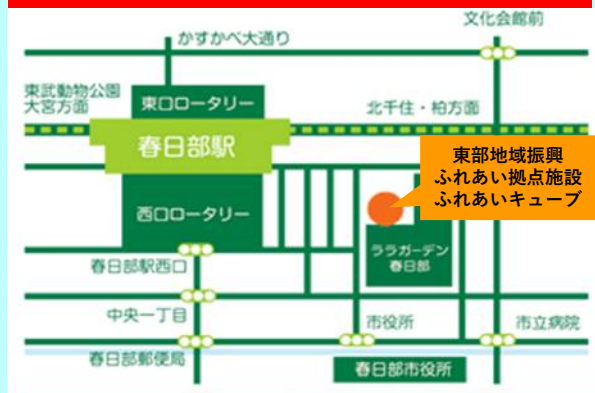 文化会館前
かすかべ大通り
東武動物公園
大宮方面
東口ロータリー
北千住・柏方面
春日部駅
東部地域振興
ふれあい拠点施設
ふれあいキューブ
西口ロータリー
ララガーデン
春日部
春日部駅西口
中央一丁目
市役所
市立病院
春日部郵便局
春日部市役所